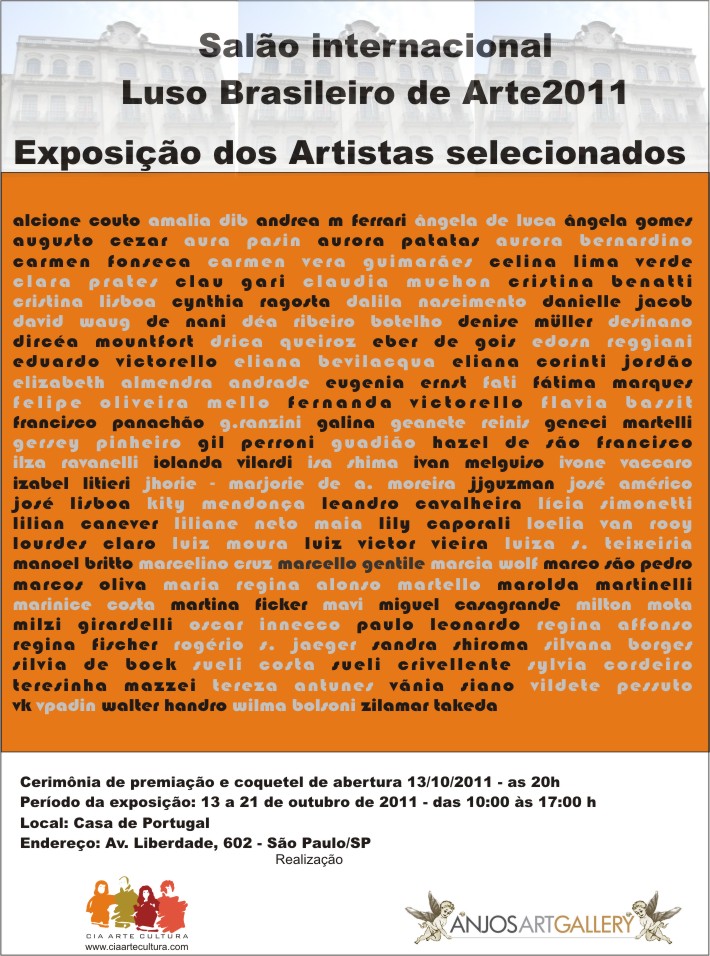 Salão internacional
Luso Brasileiro de Arte2011
Exposição dos Artistas selecionados
alcione couto amalia dib andrea m ferrari ângela de luca ângela gomes
augusto cezar aura pasin aurora patatas aurora bernardino
carmen fonseca carmen vera guimarães celina lima verde
clara prates clau gari claudia muchon cristina benatti
cristina lisboa cynthia ragosta dalila nascimento danielle jacob
david waug de nani déa ribeiro botelho denise müller desinano
dircéa mountfort drica queiroz eber de gois edosn reggiani
eduardo victorello eliana bevilacqua eliana corinti jordão
elizabeth almendra andrade eugenia ernst fati fátima marques
felipe oliveira mello fernanda victorello flavia bassit
francisco panachão g.ranzini galina geanete reinis geneci martelli
gersey pinheiro gil perroni guadião hazel de são francisco
ilza ravanelli iolanda vilardi isa shima ivan melguiso ivone vaccaro
izabel litieri jhorie - marjorie de a. moreira jjguzman josé américo
josé lisboa kity mendonça leandro cavalheira lícia simonetti
lilian canever liliane neto maia lily caporali loelia van rooy
lourdes claro luiz moura luiz victor vieira luiza s. teixeiria
manoel britto marcelino cruz marcello gentile marcia wolf marco são pedro
marcos oliva maria regina alonso martello marolda martinelli
marinice costa martina ficker mavi miguel casagrande milton mota
milzi girardelli oscar innecco paulo leonardo regina affonso
regina fischer rogério s. jaeger sandra shiroma silvana borges
silvia de bock sueli costa sueli crivellente sylvia cordeiro
teresinha mazzei tereza antunes vânia siano vildete pessuto
vk vpadin walter handro wilma bolsoni zilamar takeda
Cerimônia de premiação e coquetel de abertura 13/10/2011 - as 20h
Período da exposição: 13 a 21 de outubro de 2011 - das 10:00 às 17:00 h
Local: Casa de Portugal
Endereço: Av. Liberdade, 602 - São Paulo/SP
Realização
CIA ARTE CULTURA
www.ciaartecultura.com
ANJOSARTGALLERY